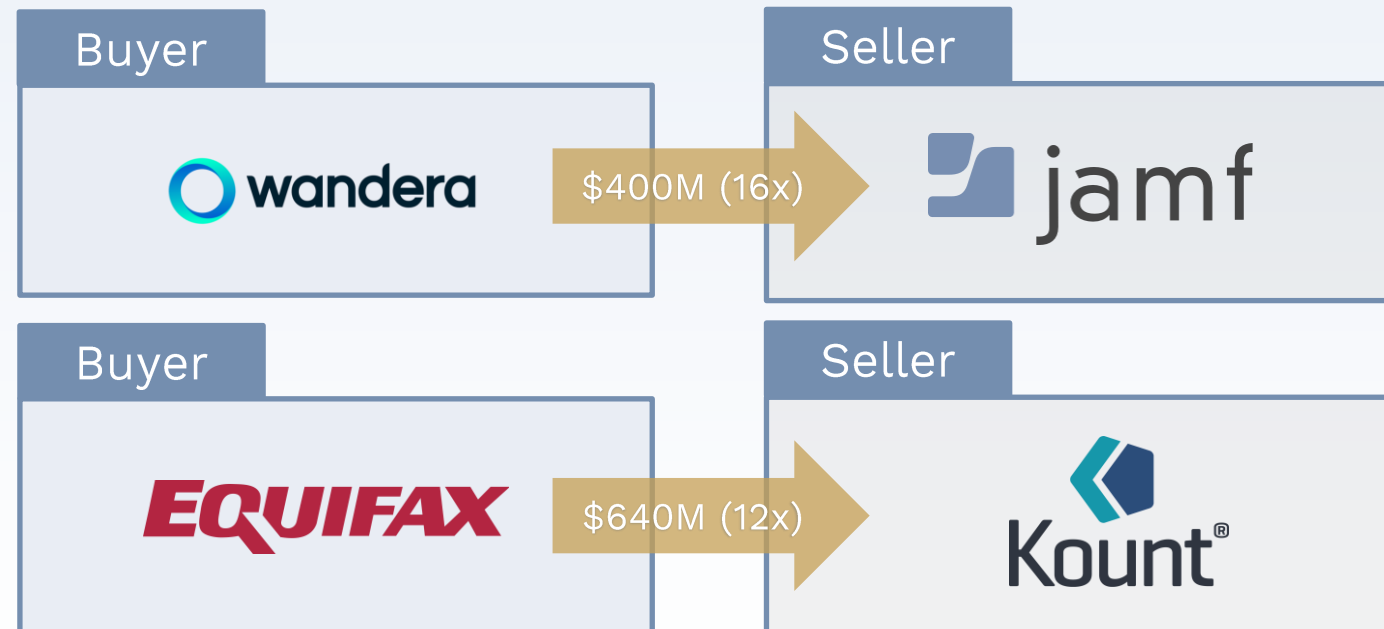 Buyer
Seller
wandera
$400M (16x)
jamf
Buyer
Seller
EQUIFAX
$640M (12x)
Kount®